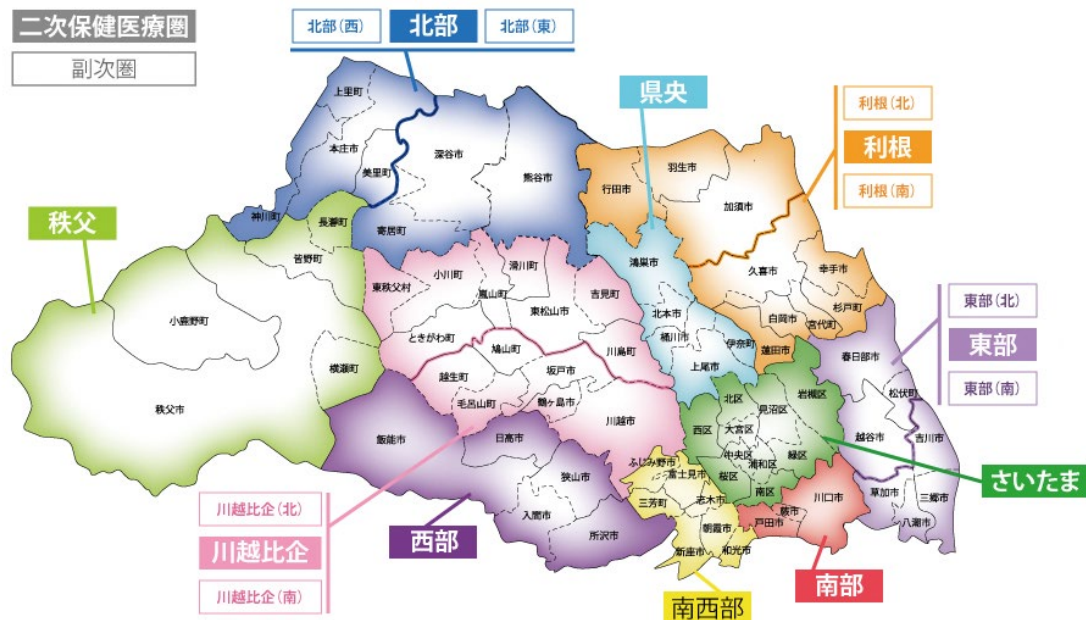 二次保健医療圏
副次圏
北部(西)
北部
北部(東)
県央
利根(北)
利根
利根(南)
秩父
東部(北)
東部
東部(南)
さいたま
川越比企(北)
川越比企
川越比企(南)
西部
南西部
南部
上里町
本庄市
美里町
神川町
深谷市
熊谷市
寄居町
長瀞町
皆野町
小鹿野町
横瀬町
秩父市
東秩父村
小川町
滑川町
嵐山町
吉見町
東松山市
ときがわ町
鳩山町
川島町
越生町
坂戸市
毛呂山町
鶴ヶ島市
川越市
行田市
羽生市
加須市
久喜市
幸手市
杉戸町
白岡市
宮代町
蓮田市
鴻巣市
北本市
桶川市
伊奈町
上尾市
春日部市
松伏町
越谷市
吉川市
草加市
三郷市
八潮市
岩槻区
北区
見沼区
西区
大宮区
中央区
浦和区
緑区
桜区
南区
飯能市
日高市
狭山市
入間市
所沢市
ふじみ野市
富士見市
三芳町
志木市
朝霞市
新座市
和光市
川口市
蕨市
戸田市